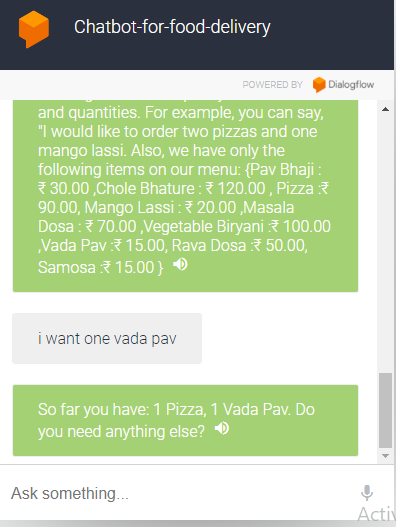 Chatbot-for-food-delivery
POWERED BY Dialogflow
and quantities. For example, you can say,
"I would like to order two pizzas and one
mango lassi. Also, we have only the
following items on our menu: {Pav Bhaji :
₹ 30.00 ,Chole Bhature : ₹ 120.00 , Pizza :₹
90.00, Mango Lassi : ₹ 20.00 ,Masala
Dosa : ₹ 70.00 ,Vegetable Biryani :₹ 100.00
,Vada Pav :₹ 15.00, Rava Dosa :₹ 50.00,
Samosa :₹ 15.00 }
i want one vada pav
So far you have: 1 Pizza, 1 Vada Pav. Do
you need anything else?
Ask something...
Activ